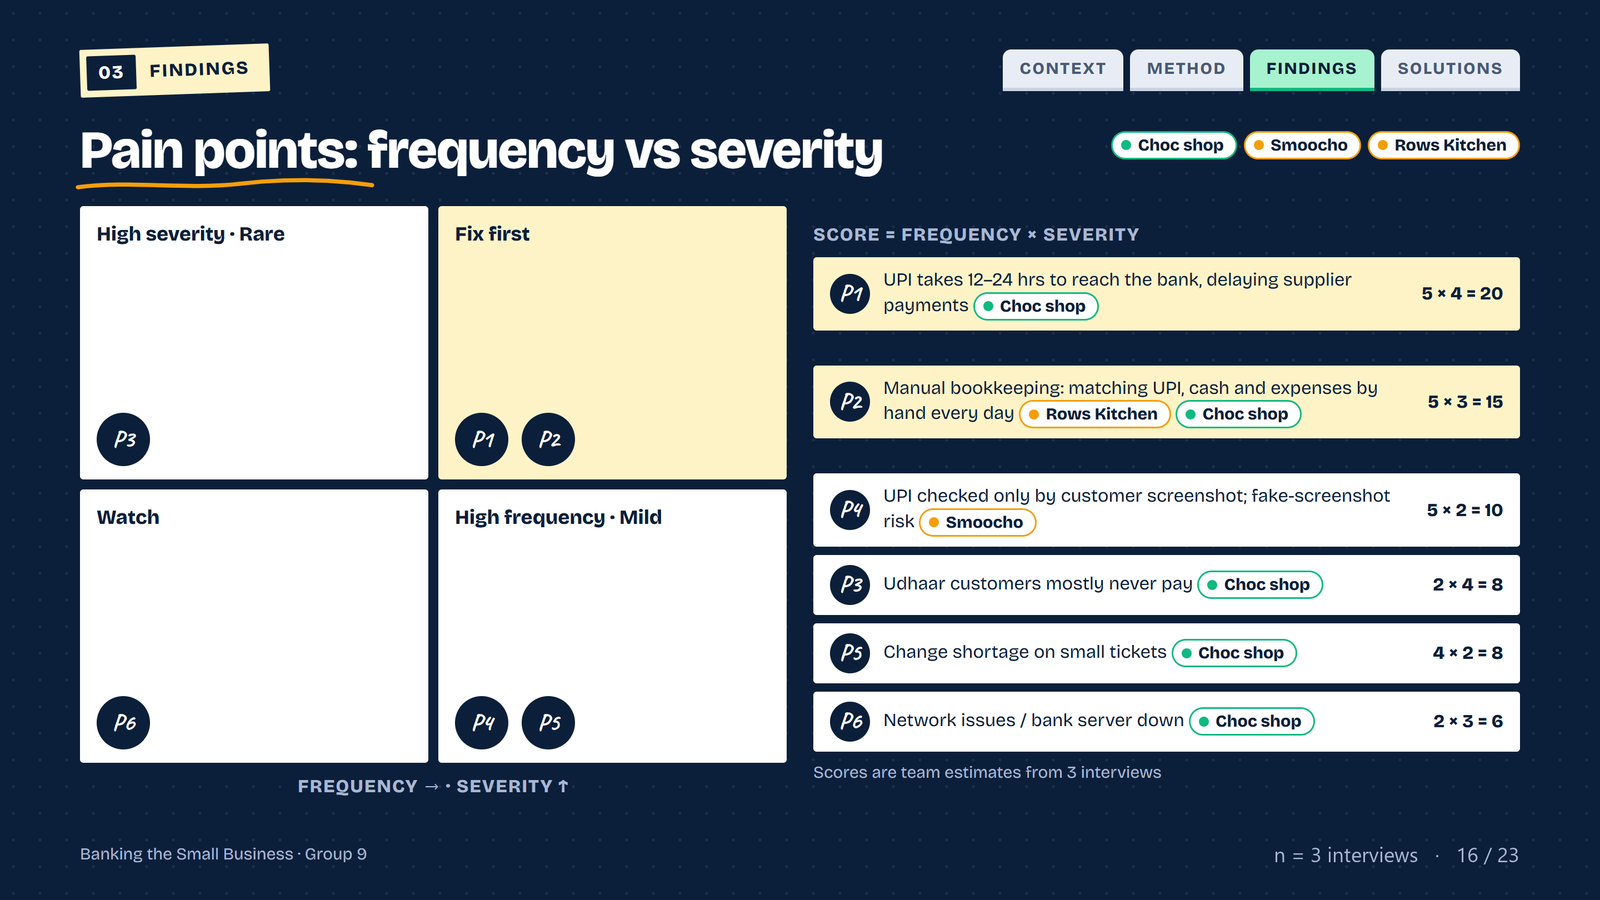 03 FINDINGS
CONTEXT METHOD FINDINGS SOLUTIONS
Pain points: frequency vs severity
Choc shop Smoocho Rows Kitchen
High severity · Rare
P3
Fix first
P1 P2
Watch
P6
High frequency · Mild
P4 P5
FREQUENCY → · SEVERITY ↑
SCORE = FREQUENCY × SEVERITY
P1 UPI takes 12–24 hrs to reach the bank, delaying supplier
payments Choc shop 5 × 4 = 20
P2 Manual bookkeeping: matching UPI, cash and expenses by
hand every day Rows Kitchen Choc shop 5 × 3 = 15
P4 UPI checked only by customer screenshot; fake-screenshot
risk Smoocho 5 × 2 = 10
P3 Udhaar customers mostly never pay Choc shop 2 × 4 = 8
P5 Change shortage on small tickets Choc shop 4 × 2 = 8
P6 Network issues / bank server down Choc shop 2 × 3 = 6
Scores are team estimates from 3 interviews
Banking the Small Business · Group 9
n = 3 interviews · 16 / 23